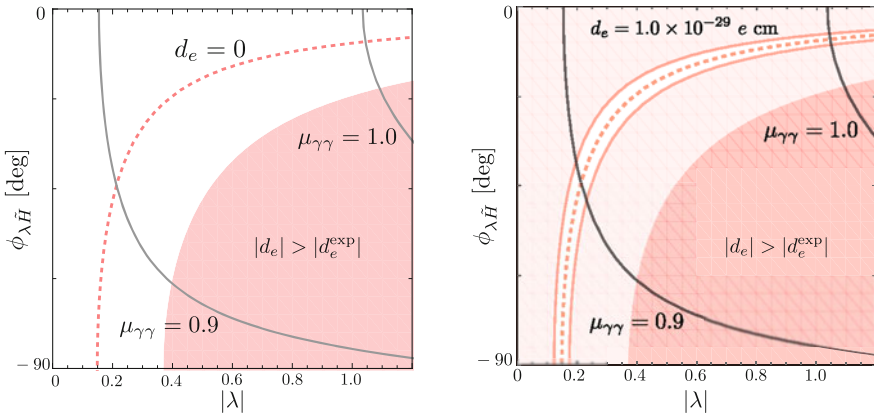 0
d_e = 0
μ_γγ = 1.0
ϕ_λH̃ [deg]
|d_e| > |d_e^exp|
μ_γγ = 0.9
−90
0 0.2 0.4 0.6 0.8 1.0
|λ|
0
d_e = 1.0 × 10^−29 e cm
μ_γγ = 1.0
ϕ_λH̃ [deg]
|d_e| > |d_e^exp|
μ_γγ = 0.9
−90
0 0.2 0.4 0.6 0.8 1.0
|λ|